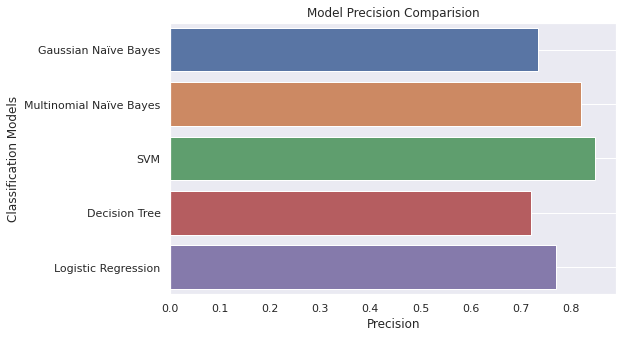 Model Precision Comparision
Classification Models
Gaussian Naïve Bayes
Multinomial Naïve Bayes
SVM
Decision Tree
Logistic Regression
0.0 0.1 0.2 0.3 0.4 0.5 0.6 0.7 0.8
Precision